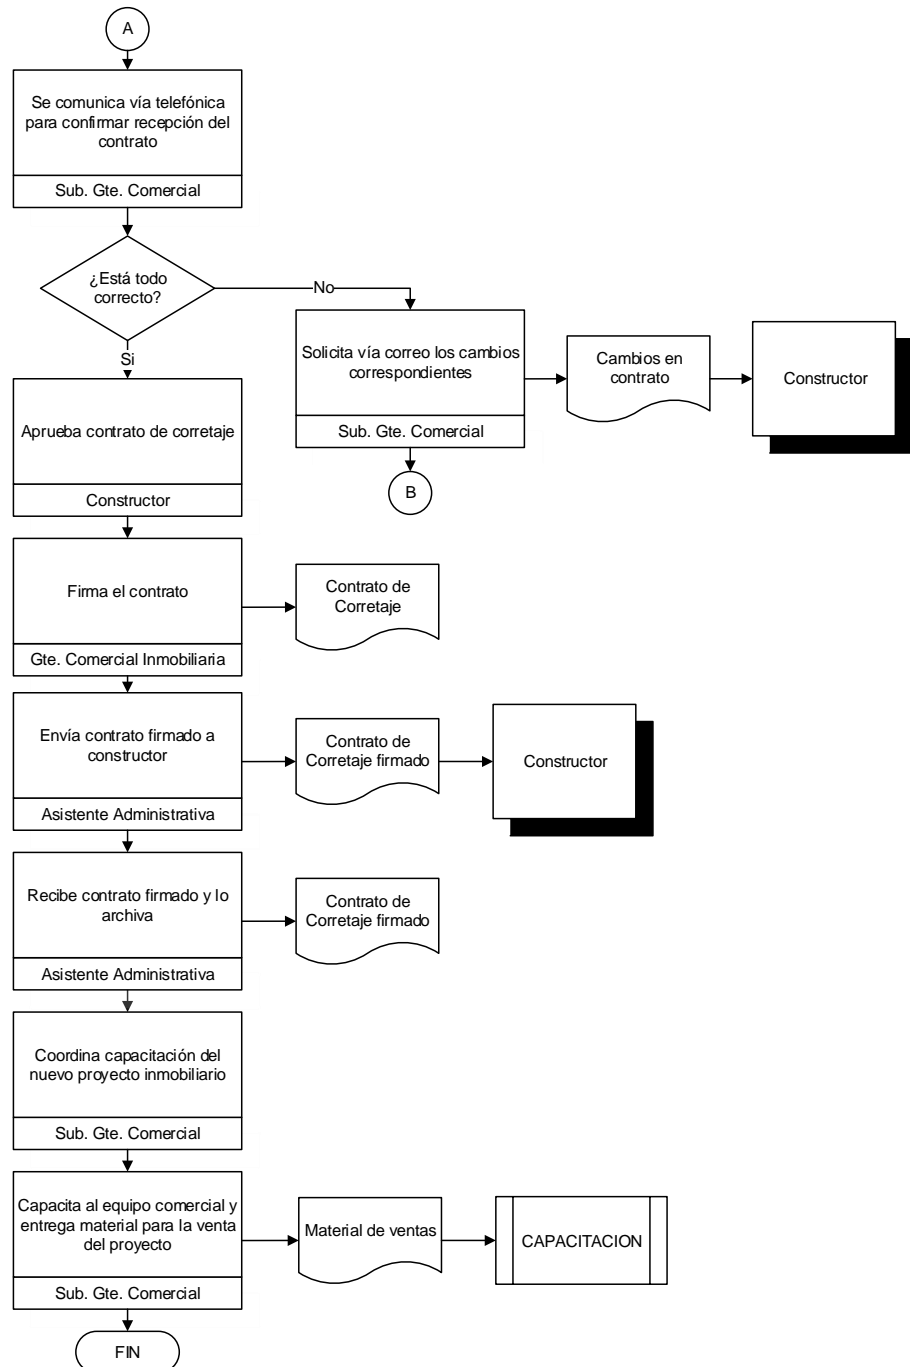 A
Se comunica vía telefónica
para confirmar recepción del
contrato
Sub. Gte. Comercial
¿Está todo
correcto?
No
Si
Solicita vía correo los cambios
correspondientes
Sub. Gte. Comercial
Cambios en
contrato
Constructor
B
Aprueba contrato de corretaje
Constructor
Firma el contrato
Gte. Comercial Inmobiliaria
Contrato de
Corretaje
Envía contrato firmado a
constructor
Asistente Administrativa
Contrato de
Corretaje firmado
Constructor
Recibe contrato firmado y lo
archiva
Asistente Administrativa
Contrato de
Corretaje firmado
Coordina capacitación del
nuevo proyecto inmobiliario
Sub. Gte. Comercial
Capacita al equipo comercial y
entrega material para la venta
del proyecto
Sub. Gte. Comercial
Material de ventas
CAPACITACION
FIN